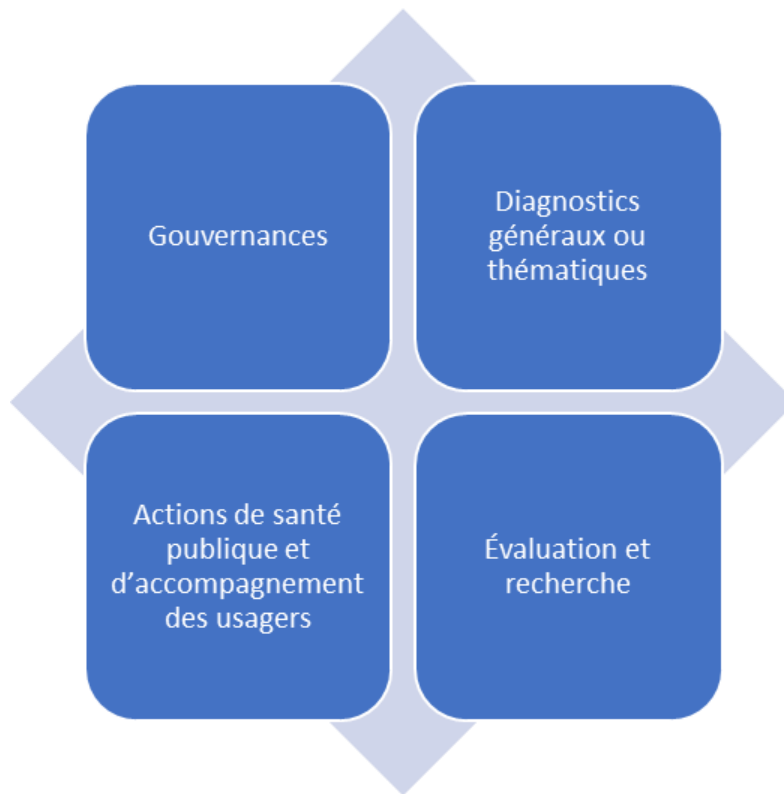 Gouvernances
Diagnostics
généraux ou
thématiques
Actions de santé
publique et
d’accompagnement
des usagers
Évaluation et
recherche